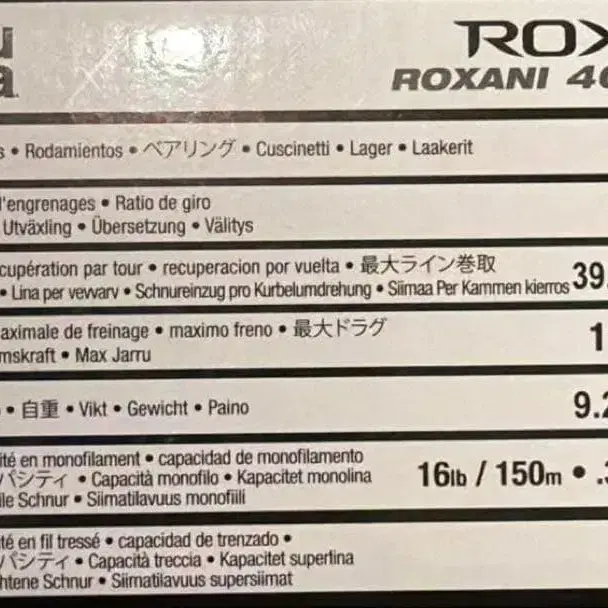 u
a
ROX
ROXANI 40
s • Rodamientos • ベアリング • Cuscinetti • Lager • Laakerit
l'engrenages • Ratio de giro
Utväxling • Übersetzung • Välitys
cupération par tour • recuperacion por vuelta • 最大ライン巻取
• Lina per vevvarv • Schnureinzug pro Kurbelumdrehung • Siimaa Per Kammen kierros 39.
aximale de freinage • maximo freno • 最大ドラグ
mskraft • Max Jarru
1
• 自重 • Vikt • Gewicht • Paino
9.2
ité en monofilament • capacidad de monofilamento
パシティ • Capacità monofilo • Kapacitet monolina
ile Schnur • Siimatilavuus monofiili
16lb / 150m • .3
té en fil tressé • capacidad de trenzado •
パシティ • Capacità treccia • Kapacitet superlina
htene Schnur • Siimatilavuus supersiimat